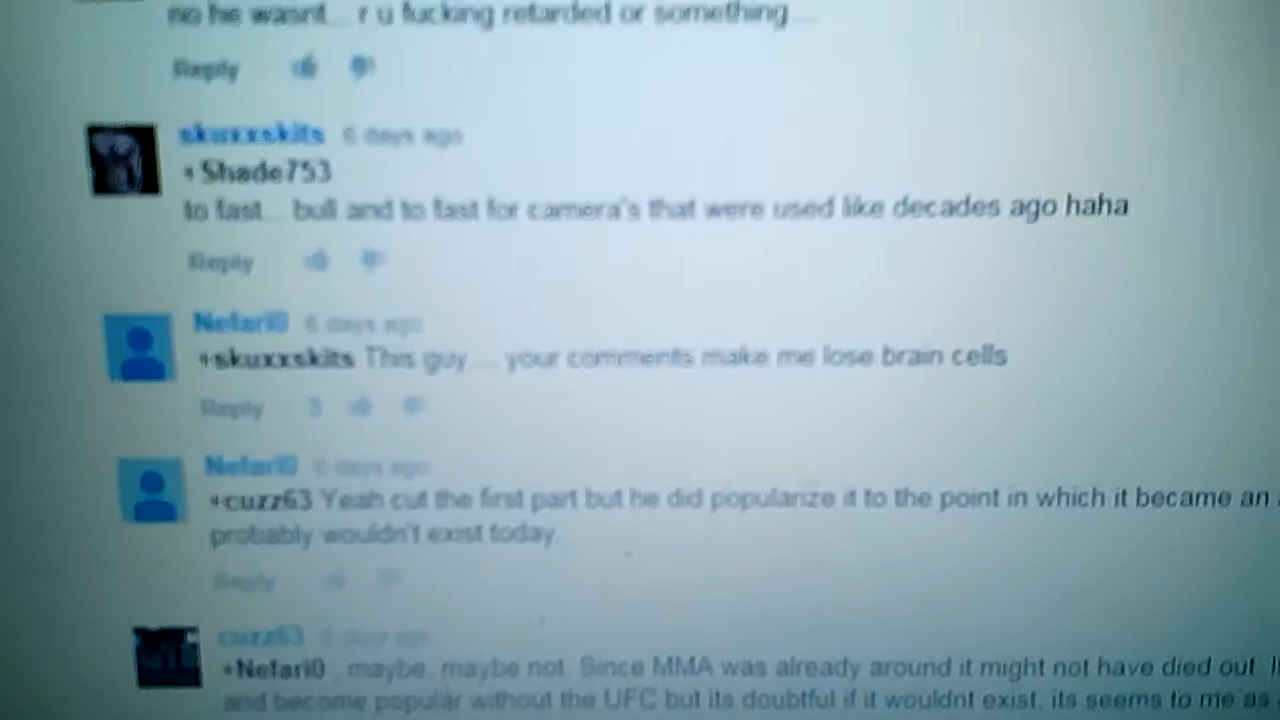 no he wasnt... r u fucking retarded or something.....
Reply
skuxxskits 6 days ago
+Shade753
to fast... bull and to fast for camera's that were used like decades ago haha
Reply
Nefari0 6 days ago
+skuxxskits This guy.... your comments make me lose brain cells
Reply 3
Nefari0 6 days ago
+cuzz63 Yeah cut the first part but he did popularize it to the point in which it became an
probably wouldn't exist today.
Reply
cuzz63 6 days ago
+Nefari0 . maybe. maybe not. Since MMA was already around it might not have died out.
and become popular without the UFC but its doubtful if it wouldnt exist. its seems to me as